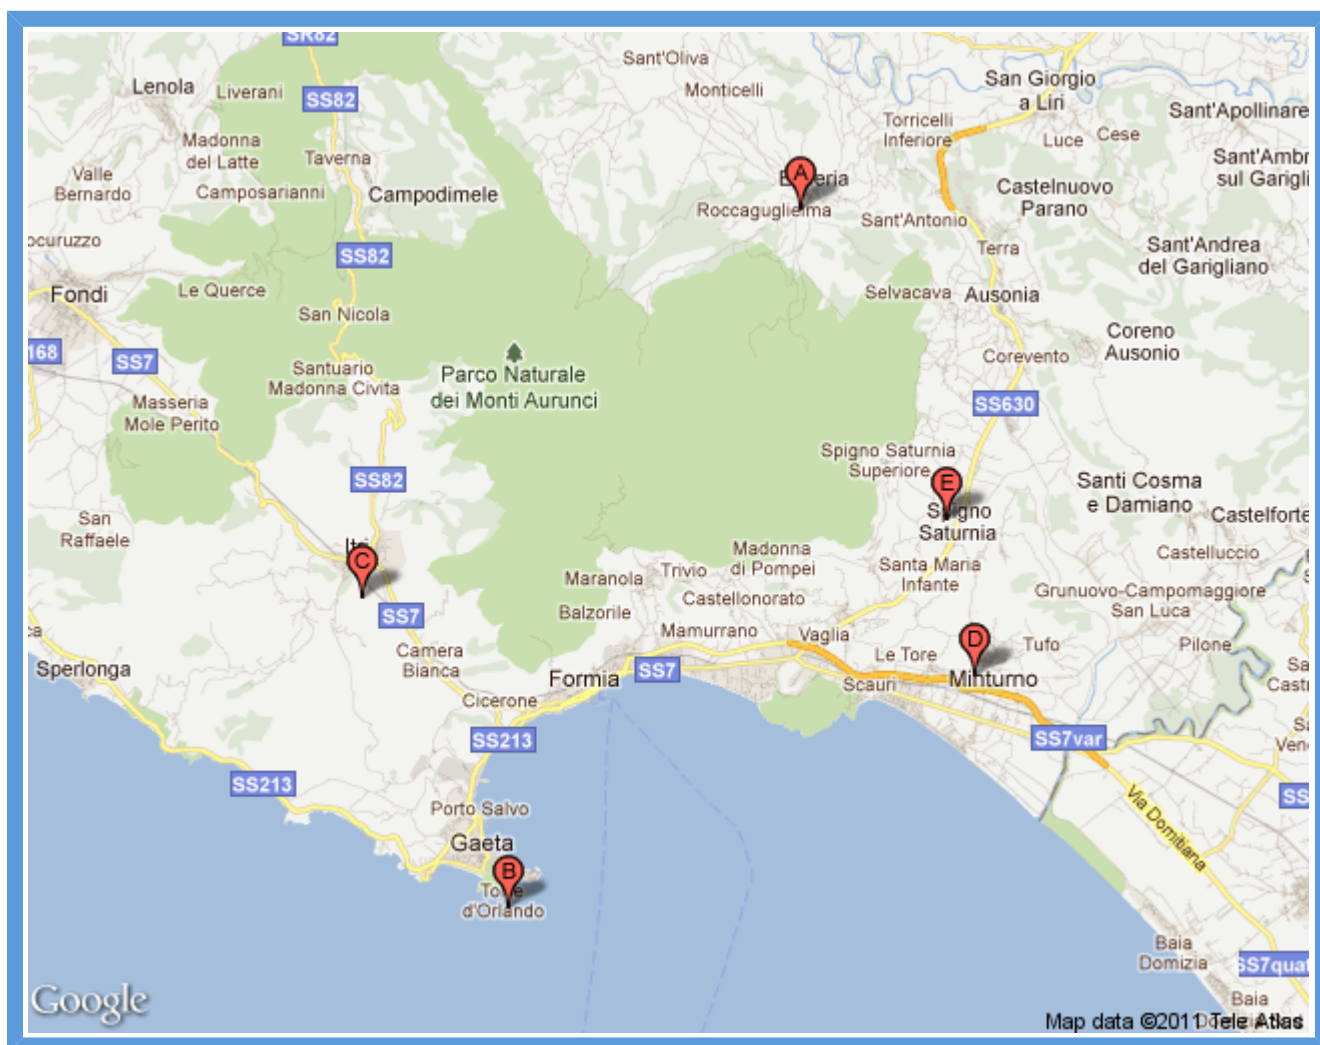 SR82
Sant'Oliva
Lenola
Liverani
Monticelli
San Giorgio
a Liri
SS82
Sant'Apollinare
Torricelli
Inferiore
Luce
Cese
Madonna
del Latte
Taverna
Valle
Bernardo
Camposarianni
Campodimele
A
Roccaguglielma
Castelnuovo
Parano
Sant'Antonio
ocuruzzo
SS82
Terra
Sant'Andrea
del Garigliano
Fondi
Le Querce
San Nicola
Selvacava
Ausonia
168
SS7
Coreno
Ausonio
Corevento
Santuario
Madonna Civita
Parco Naturale
dei Monti Aurunci
Masseria
Mole Perito
SS630
Spigno Saturnia
Superiore
SS82
E
Santi Cosma
e Damiano
Spigno
Saturnia
San
Raffaele
Castelforte
C
Madonna
di Pompei
Castelluccio
Maranola
Trivio
Santa Maria
Infante
Grunuovo-Campomaggiore
San Luca
Balzorile
Castellonorato
SS7
Mamurrano
Vaglia
D
Tufo
Pilone
Camera
Bianca
Le Tore
Sperlonga
Formia
SS7
Scauri
Minturno
Cicerone
SS213
SS7var
SS213
Porto Salvo
Via Domitiana
Gaeta
B
Torre
d'Orlando
Baia
Domizia
Google
Baia
Map data ©2011 Tele Atlas